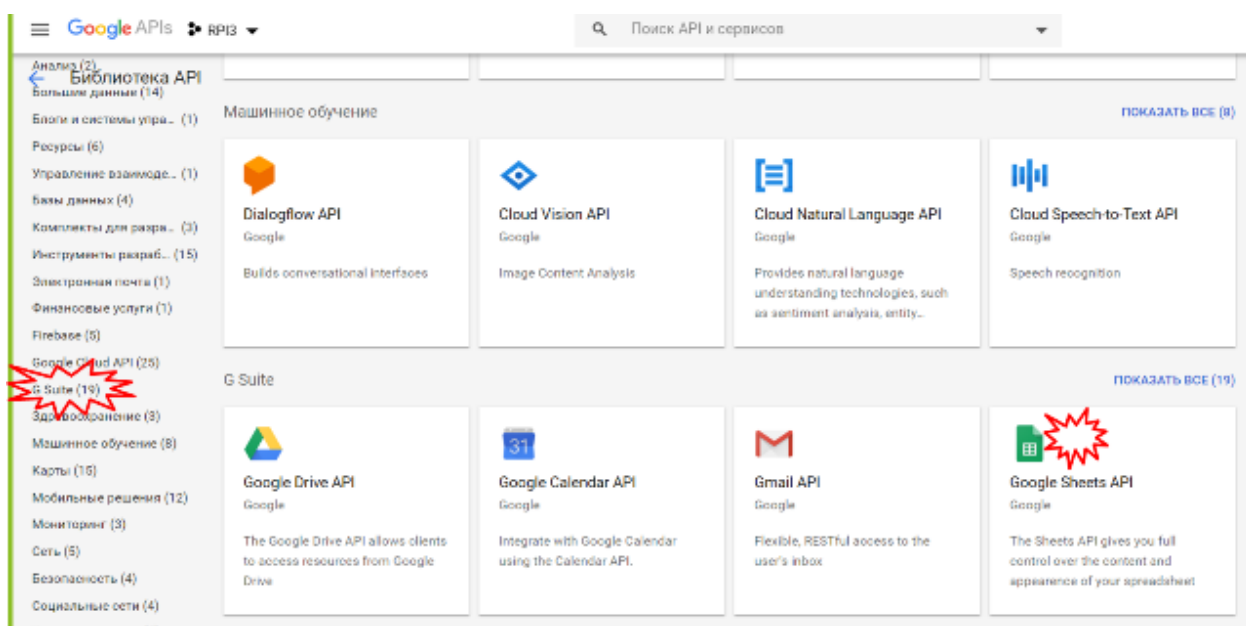 Google APIs RPI3
Поиск API и сервисов
Анализ (2)
Библиотека API
Большие данные (14)
Блоги и системы упра... (1)
Ресурсы (6)
Управление взаимоде... (1)
Базы данных (4)
Комплекты для разра... (3)
Инструменты разраб... (15)
Электронная почта (1)
Финансовые услуги (1)
Firebase (5)
Google Cloud API (25)
G Suite (19)
Здравоохранение (3)
Машинное обучение (8)
Карты (15)
Мобильные решения (12)
Мониторинг (3)
Сеть (5)
Безопасность (4)
Социальные сети (4)
Машинное обучение
ПОКАЗАТЬ ВСЕ (8)
Dialogflow API
Google
Builds conversational interfaces
Cloud Vision API
Google
Image Content Analysis
Cloud Natural Language API
Google
Provides natural language
understanding technologies, such
as sentiment analysis, entity...
Cloud Speech-to-Text API
Google
Speech recognition
G Suite
ПОКАЗАТЬ ВСЕ (19)
Google Drive API
Google
The Google Drive API allows clients
to access resources from Google
Drive
31
Google Calendar API
Google
Integrate with Google Calendar
using the Calendar API.
Gmail API
Google
Flexible, RESTful access to the
user's inbox
Google Sheets API
Google
The Sheets API gives you full
control over the content and
appearence of your spreadsheet